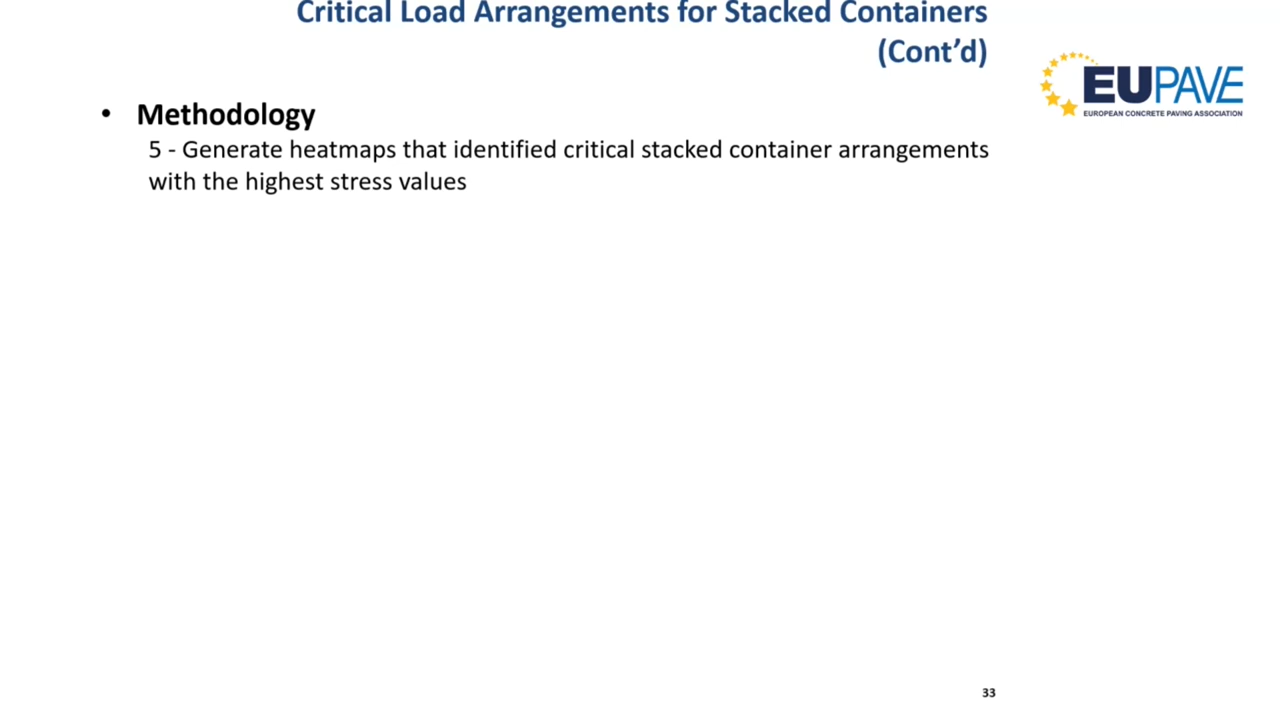 Critical Load Arrangements for Stacked Containers
(Cont’d)
EUPAVE
EUROPEAN CONCRETE PAVING ASSOCIATION
• Methodology
5 - Generate heatmaps that identified critical stacked container arrangements
with the highest stress values
33